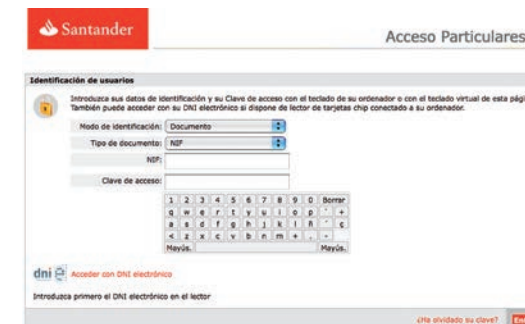 Santander
Acceso Particulares
Identificación de usuarios
Introduzca sus datos de identificación y su Clave de acceso con el teclado de su ordenador o con el teclado virtual de esta pági
También puede acceder con su DNI electrónico si dispone de lector de tarjetas chip conectado a su ordenador.
Modo de identificación: Documento
Tipo de documento: NIF
NIF:
Clave de acceso:
1 2 3 4 5 6 7 8 9 0 Borrar
q w e r t y u i o p ` +
a s d f g h j k l ñ ´ ç
< z x c v b n m + . -
Mayús. Mayús.
dni e Acceder con DNI electrónico
Introduzca primero el DNI electrónico en el lector
¿Ha olvidado su clave? En